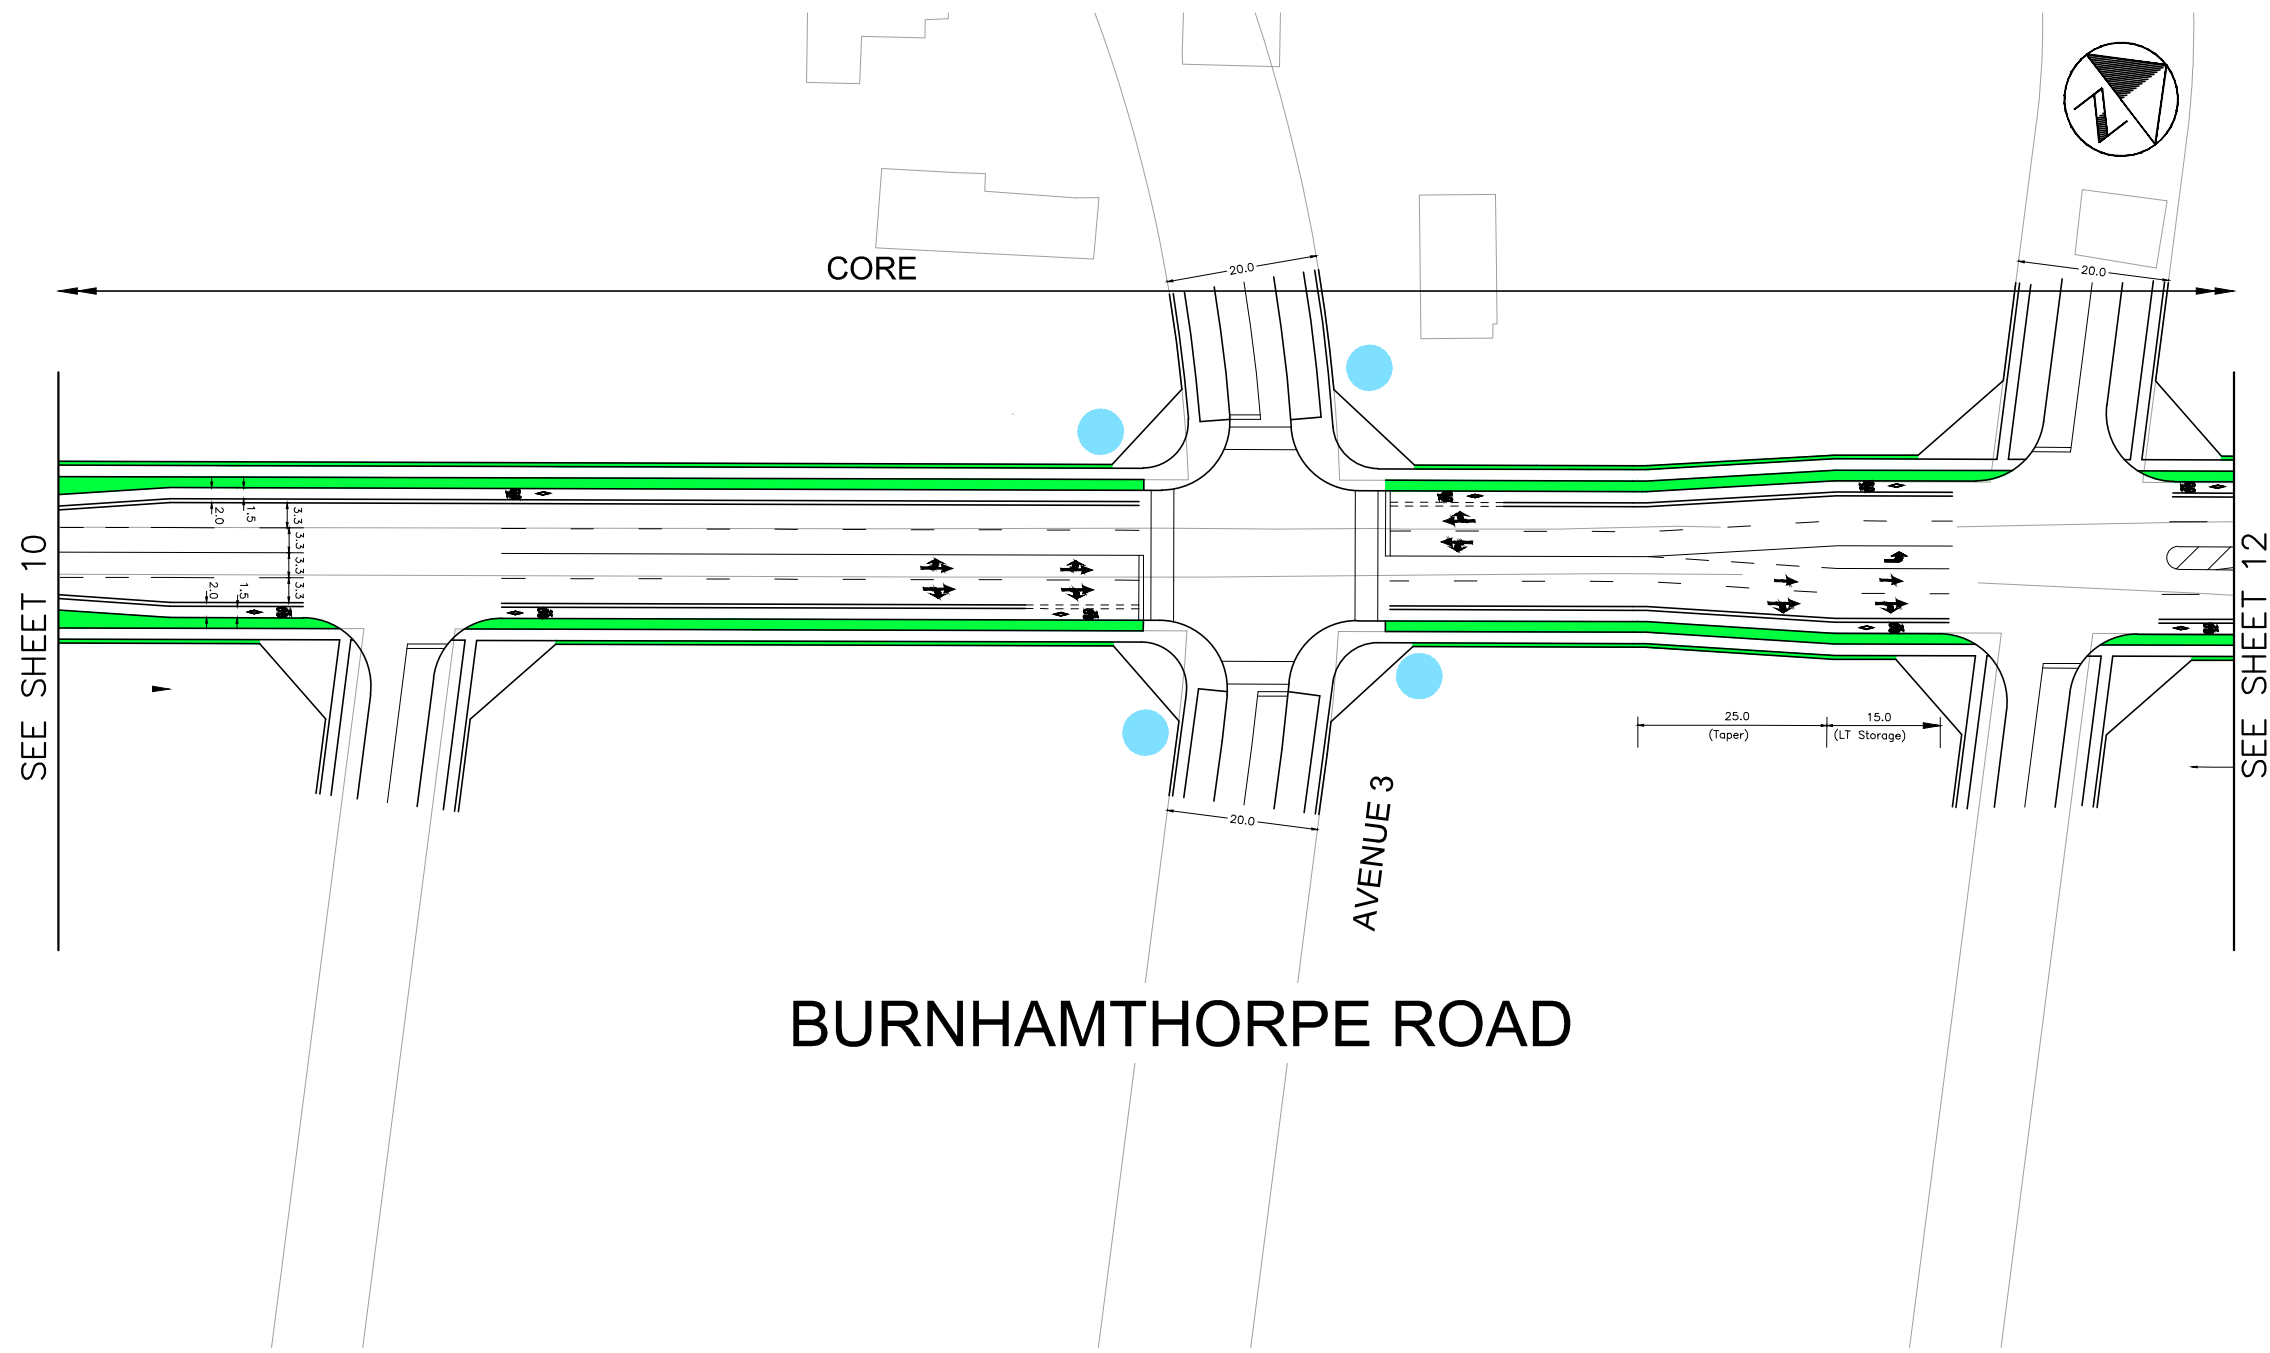 CORE
20.0
20.0
SEE SHEET 10
2.0
1.5
3.3
3.3
3.3
3.3
2.0
1.5
SEE SHEET 12
25.0
(Taper)
15.0
(LT Storage)
20.0
AVENUE 3
BURNHAMTHORPE ROAD
N